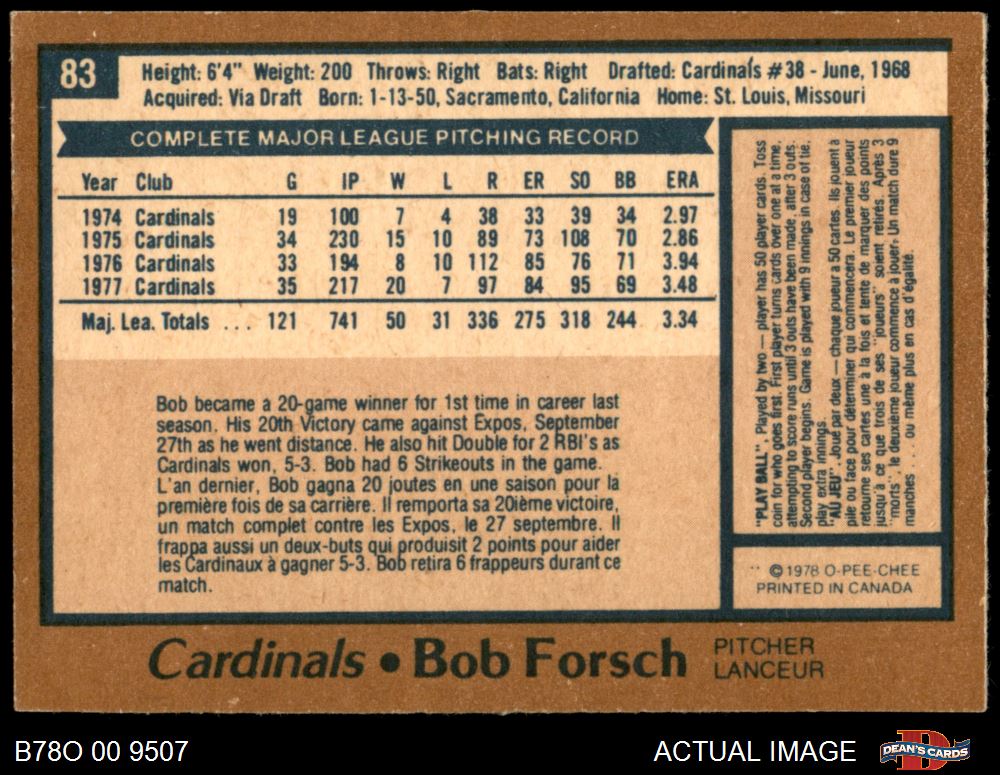 83
Height: 6'4" Weight: 200 Throws: Right Bats: Right Drafted: Cardinals #38 - June, 1968
Acquired: Via Draft Born: 1-13-50, Sacramento, California Home: St. Louis, Missouri
COMPLETE MAJOR LEAGUE PITCHING RECORD
Year Club G IP W L R ER SO BB ERA
1974 Cardinals 19 100 7 4 38 33 39 34 2.97
1975 Cardinals 34 230 15 10 89 73 108 70 2.86
1976 Cardinals 33 194 8 10 112 85 76 71 3.94
1977 Cardinals 35 217 20 7 97 84 95 69 3.48
Maj. Lea. Totals ... 121 741 50 31 336 275 318 244 3.34
Bob became a 20-game winner for 1st time in career last
season. His 20th Victory came against Expos, September
27th as he went distance. He also hit Double for 2 RBI's as
Cardinals won, 5-3. Bob had 6 Strikeouts in the game.
L'an dernier, Bob gagna 20 joutes en une saison pour la
première fois de sa carrière. Il remporta sa 20ième victoire,
un match complet contre les Expos, le 27 septembre. Il
frappa aussi un deux-buts qui produisit 2 points pour aider
les Cardinaux à gagner 5-3. Bob retira 6 frappeurs durant ce
match.
"PLAY BALL", Played by two — player has 50 player cards. Toss
coin for who goes first. First player turns cards over one at a time,
attempting to score runs until 3 outs have been made, after 3 outs.
Second player begins. Game is played with 9 innings in case of tie.
play extra innings.
"AU JEU", Joué par deux — chaque joueur a 50 cartes. Ils jouent à
pile ou face pour déterminer qui commencera. Le premier joueur
retourne ses cartes une à la fois et tente de marquer des points
jusqu'à ce que trois de ses "joueurs" soient retirés. Après 3
"morts", le deuxième joueur commence à jouer. Un match dure 9
manches ... ou même plus en cas d'égalité.
©1978 O-PEE-CHEE
PRINTED IN CANADA
Cardinals • Bob Forsch PITCHER
LANCEUR
B78O 00 9507 ACTUAL IMAGE DEAN'S CARDS